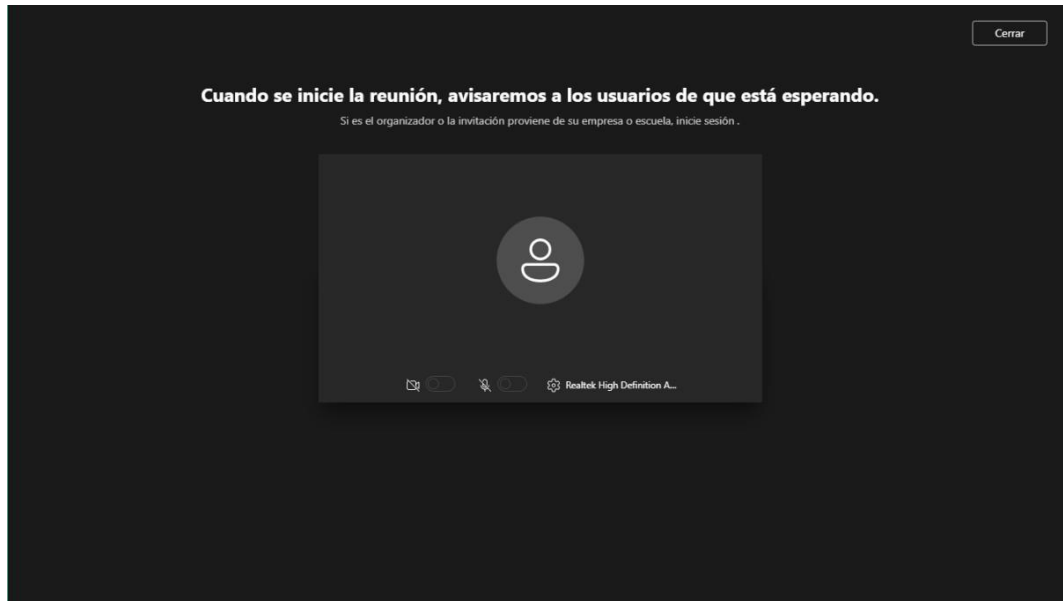 Cerrar
Cuando se inicie la reunión, avisaremos a los usuarios de que está esperando.
Si es el organizador o la invitación proviene de su empresa o escuela, inicie sesión .
Realtek High Definition A...